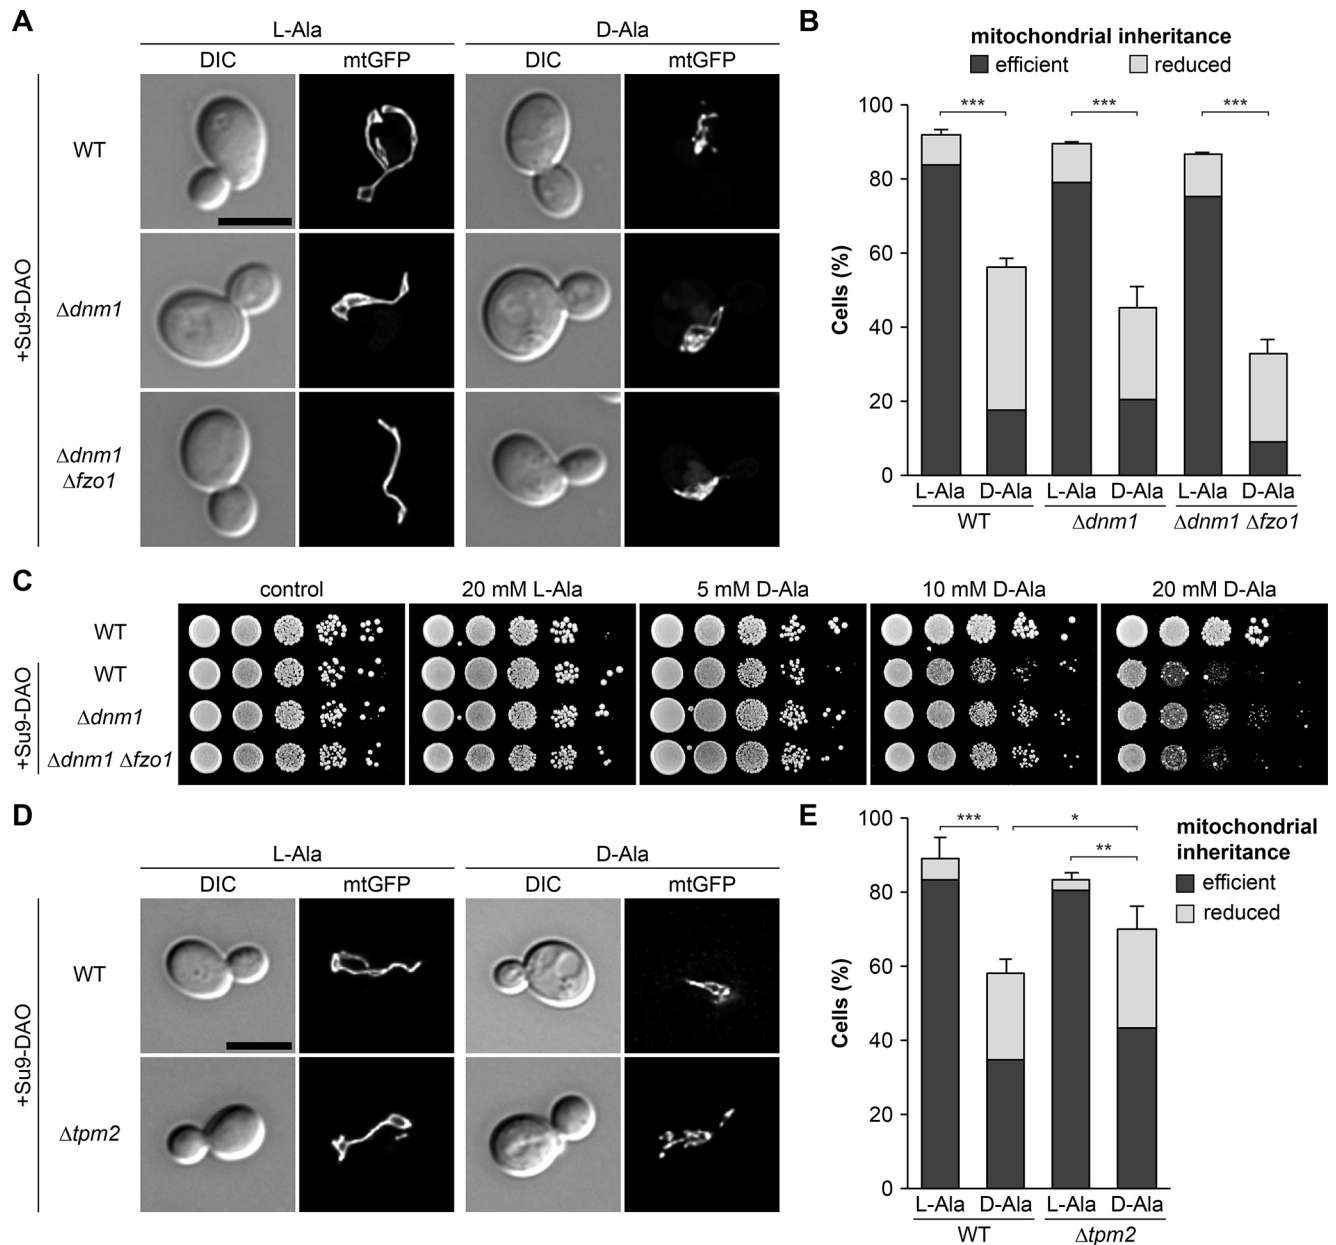 A
L-Ala
D-Ala
DIC
mtGFP
DIC
mtGFP
+Su9-DAO
WT
Δdnm1
Δdnm1
Δfzo1
B
mitochondrial inheritance
efficient
reduced
Cells (%)
100
80
60
40
20
0
***
***
***
L-Ala D-Ala L-Ala D-Ala L-Ala D-Ala
WT
Δdnm1
Δdnm1 Δfzo1
C
control
20 mM L-Ala
5 mM D-Ala
10 mM D-Ala
20 mM D-Ala
WT
+Su9-DAO
WT
Δdnm1
Δdnm1 Δfzo1
D
L-Ala
D-Ala
DIC
mtGFP
DIC
mtGFP
+Su9-DAO
WT
Δtpm2
E
mitochondrial
inheritance
efficient
reduced
Cells (%)
100
80
60
40
20
0
***
*
**
L-Ala D-Ala L-Ala D-Ala
WT
Δtpm2